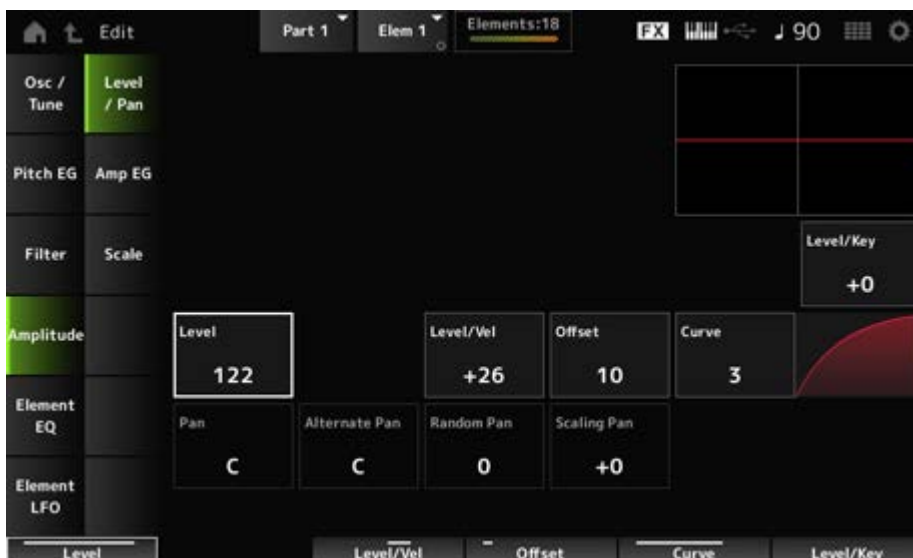 Edit
Part 1
Elem 1
Elements:18
FX
♩ 90
Osc /
Tune
Level
/ Pan
Pitch EG
Amp EG
Filter
Scale
Level/Key
+0
Amplitude
Level
122
Level/Vel
+26
Offset
10
Curve
3
Element
EQ
Pan
C
Alternate Pan
C
Random Pan
0
Scaling Pan
+0
Element
LFO
Level
Level/Vel
Offset
Curve
Level/Key